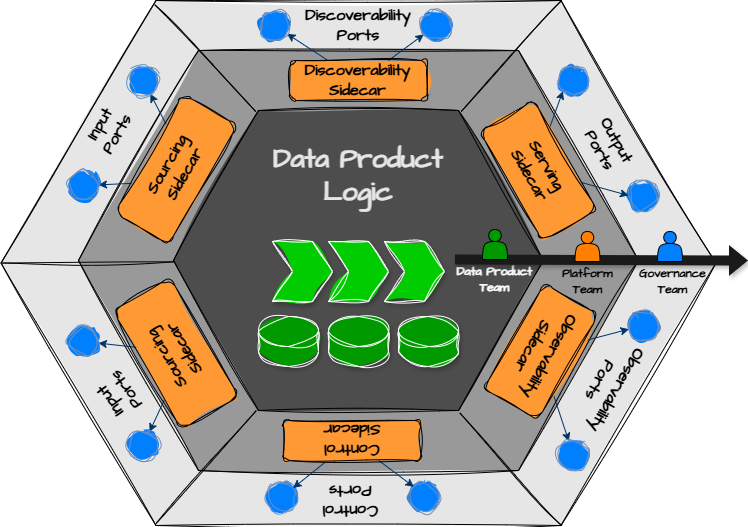 Discoverability
Ports
Discoverability
Sidecar
Input
Ports
Sourcing
Sidecar
Serving
Sidecar
Output
Ports
Data Product
Logic
Data Product
Team
Platform
Team
Governance
Team
Sourcing
Sidecar
Input
Ports
Observability
Sidecar
Observability
Ports
Control
Sidecar
Control
Ports